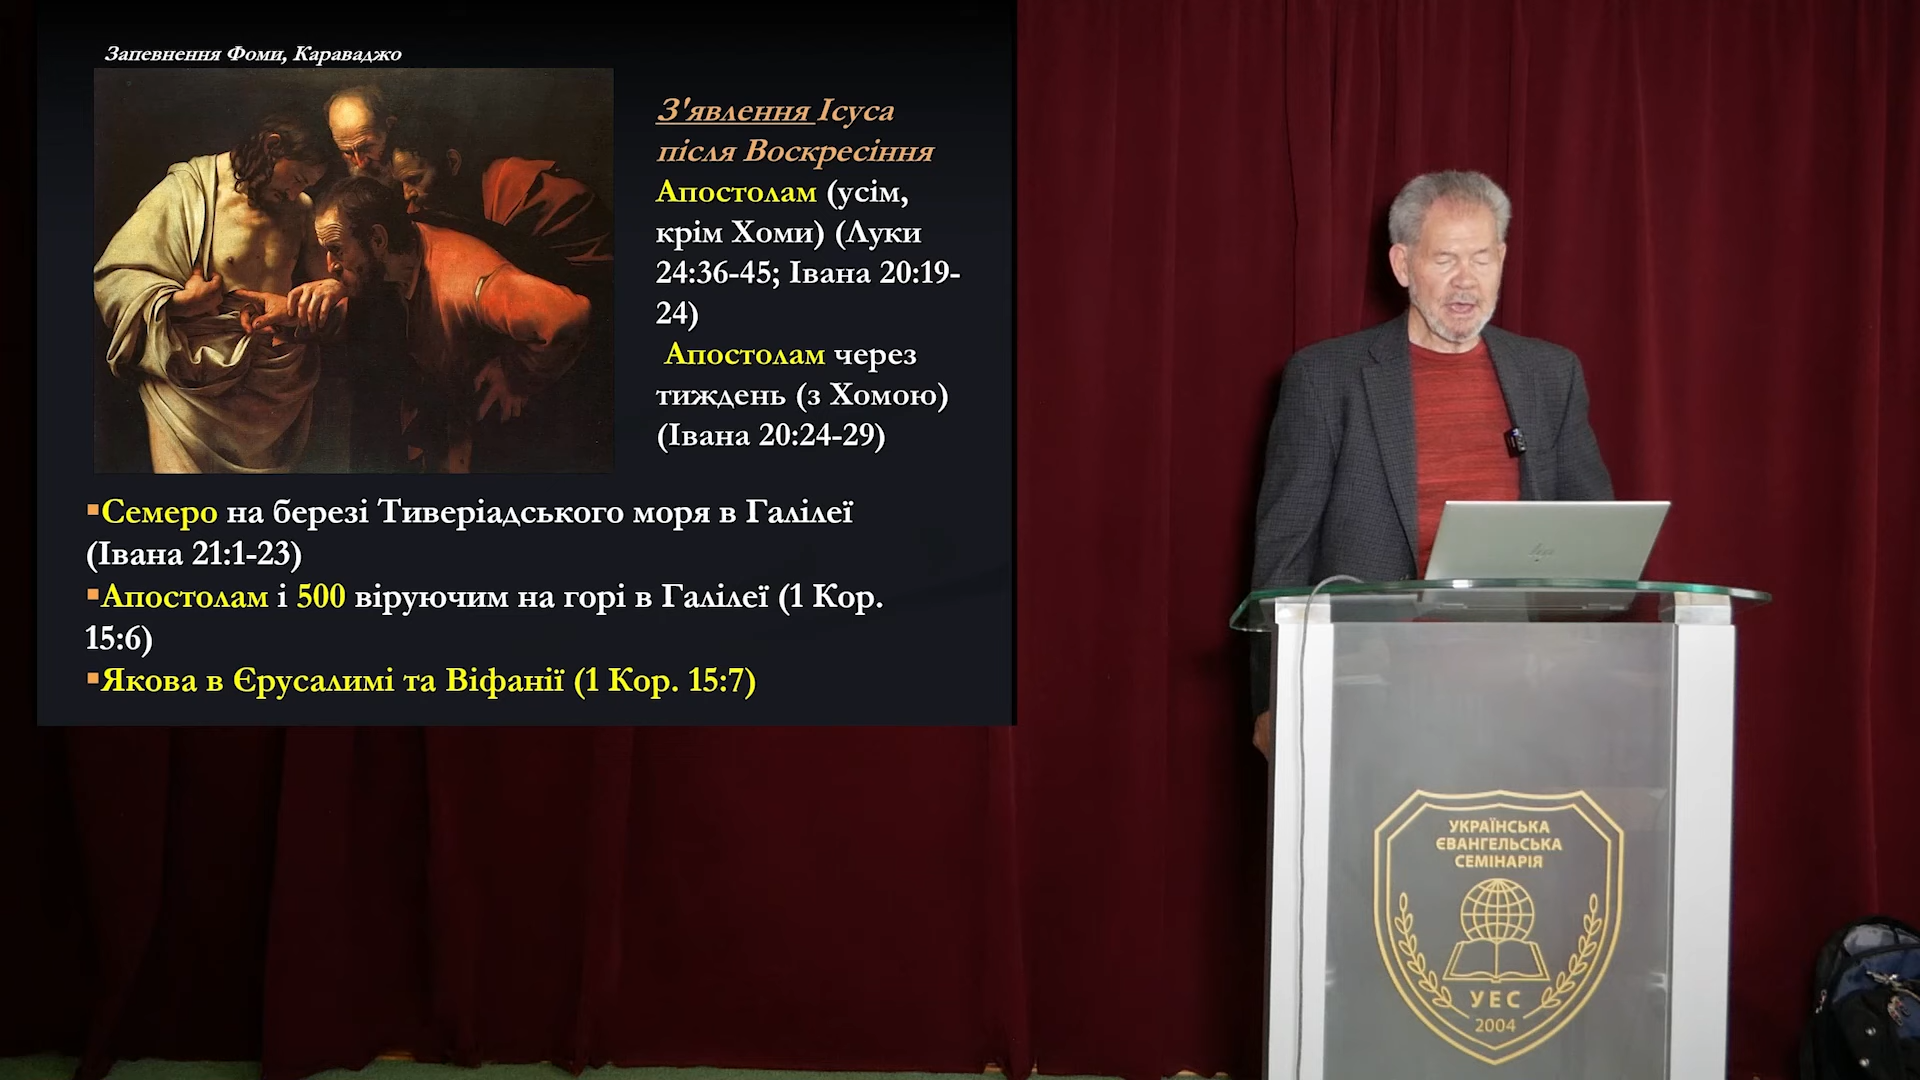 Запевнення Фоми, Караваджо
З'явлення Ісуса
після Воскресіння
Апостолам (усім,
крім Хоми) (Луки
24:36-45; Івана 20:19-
24)
Апостолам через
тиждень (з Хомою)
(Івана 20:24-29)
▪Семеро на березі Тиверіадського моря в Галілеї
(Івана 21:1-23)
▪Апостолам і 500 віруючим на горі в Галілеї (1 Кор.
15:6)
▪Якова в Єрусалимі та Віфанії (1 Кор. 15:7)
hp
УКРАЇНСЬКА
ЄВАНГЕЛЬСЬКА
СЕМІНАРІЯ
УЕС
2004